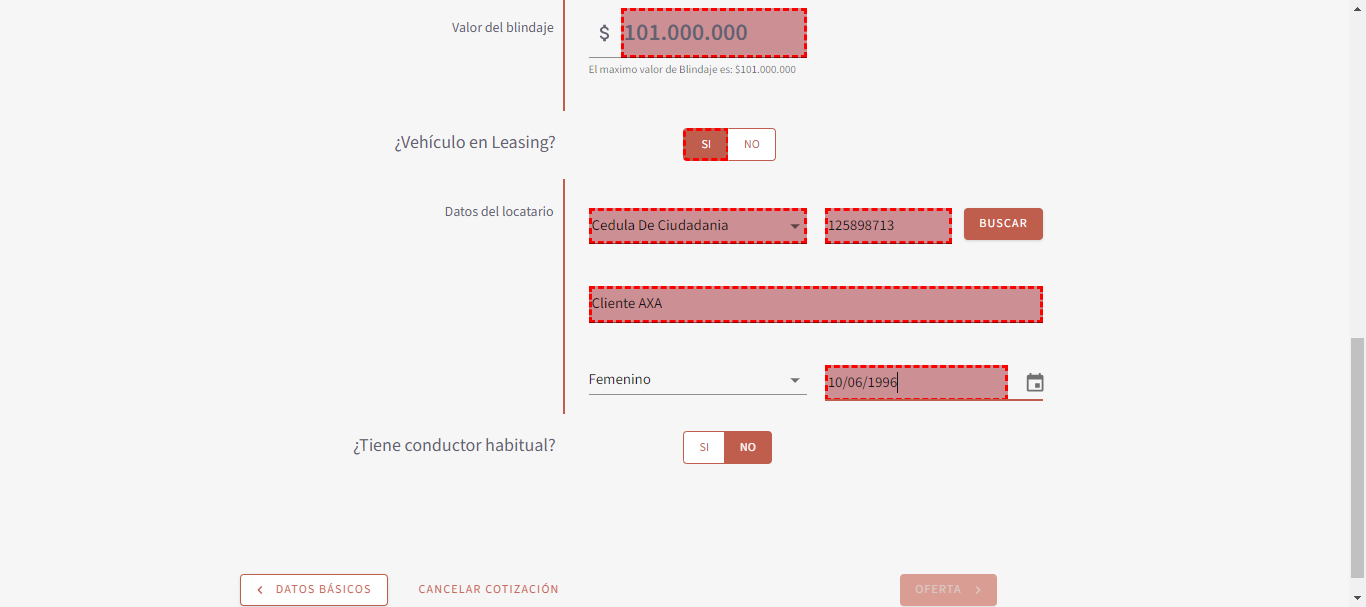 Valor del blindaje
$ 101.000.000
El maximo valor de Blindaje es: $101.000.000
¿Vehículo en Leasing?
SI NO
Datos del locatario
Cedula De Ciudadania 125898713 BUSCAR
Cliente AXA
Femenino 10/06/1996
¿Tiene conductor habitual?
SI NO
DATOS BÁSICOS CANCELAR COTIZACIÓN OFERTA